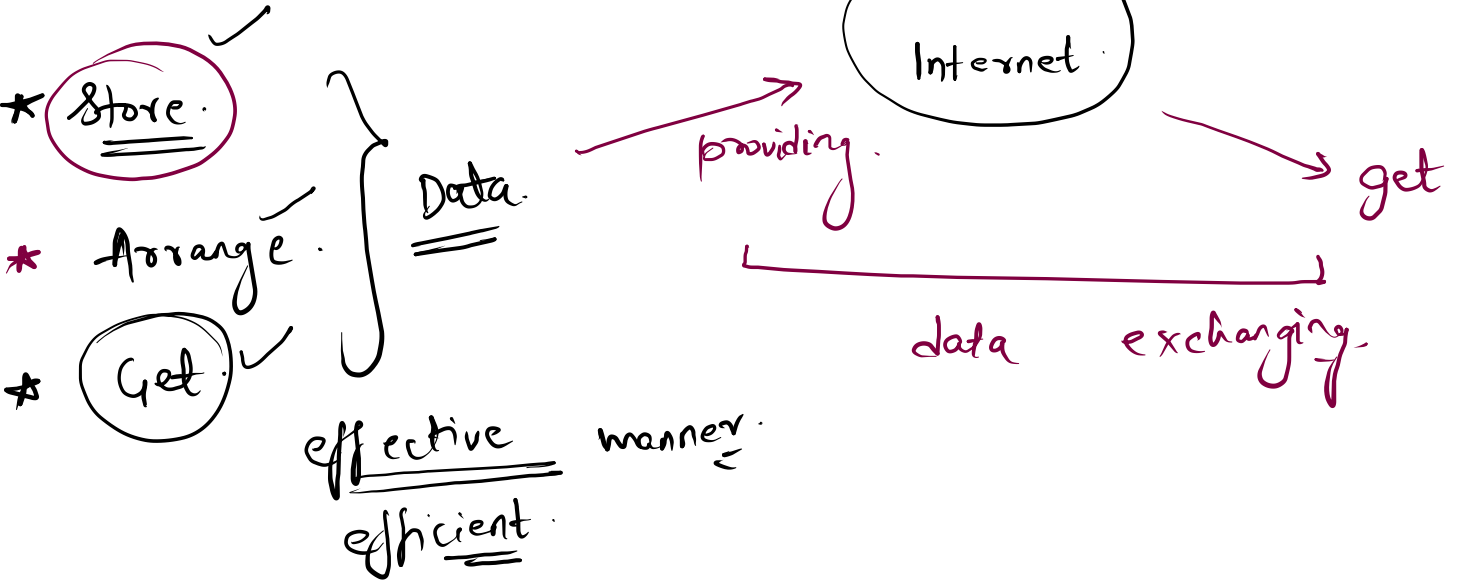 Internet.
* Store.
providing.
get
Data.
* Arrange.
data exchanging.
* Get.
effective manner.
efficient.